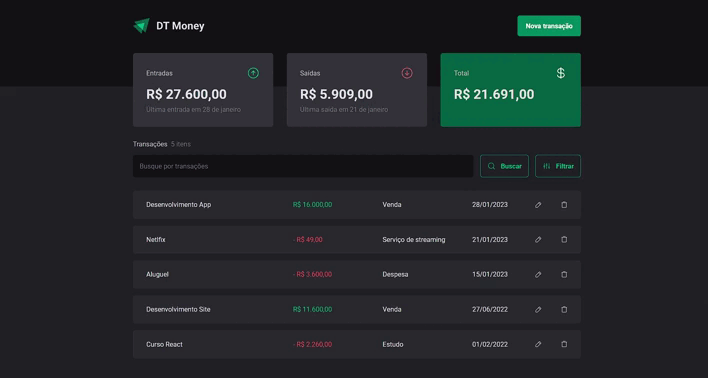 DT Money
Nova transação
Entradas
R$ 27.600,00
Última entrada em 28 de janeiro
Saídas
R$ 5.909,00
Última saída em 21 de janeiro
Total
R$ 21.691,00
Transações 5 itens
Busque por transações
Buscar
Filtrar
Desenvolvimento App R$ 16.000,00 Venda 28/01/2023
Netlfix - R$ 49,00 Serviço de streaming 21/01/2023
Aluguel - R$ 3.600,00 Despesa 15/01/2023
Desenvolvimento Site R$ 11.600,00 Venda 27/06/2022
Curso React - R$ 2.260,00 Estudo 01/02/2022